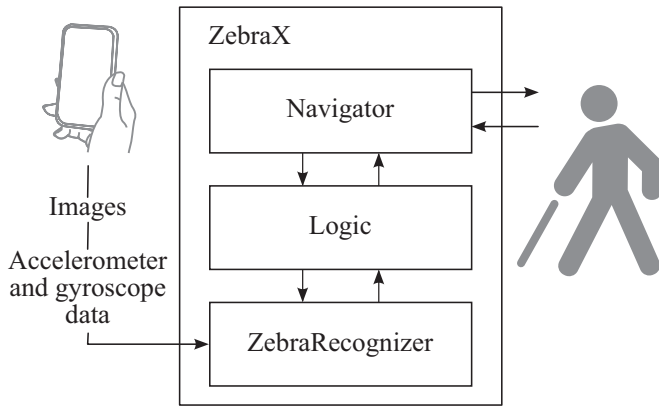 ZebraX
Navigator
Images
Logic
Accelerometer
and gyroscope
data
ZebraRecognizer